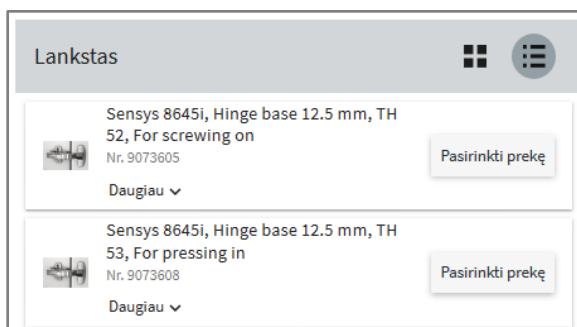 Lankstas
Sensys 8645i, Hinge base 12.5 mm, TH
52, For screwing on
Nr. 9073605
Pasirinkti prekę
Daugiau
Sensys 8645i, Hinge base 12.5 mm, TH
53, For pressing in
Nr. 9073608
Pasirinkti prekę
Daugiau